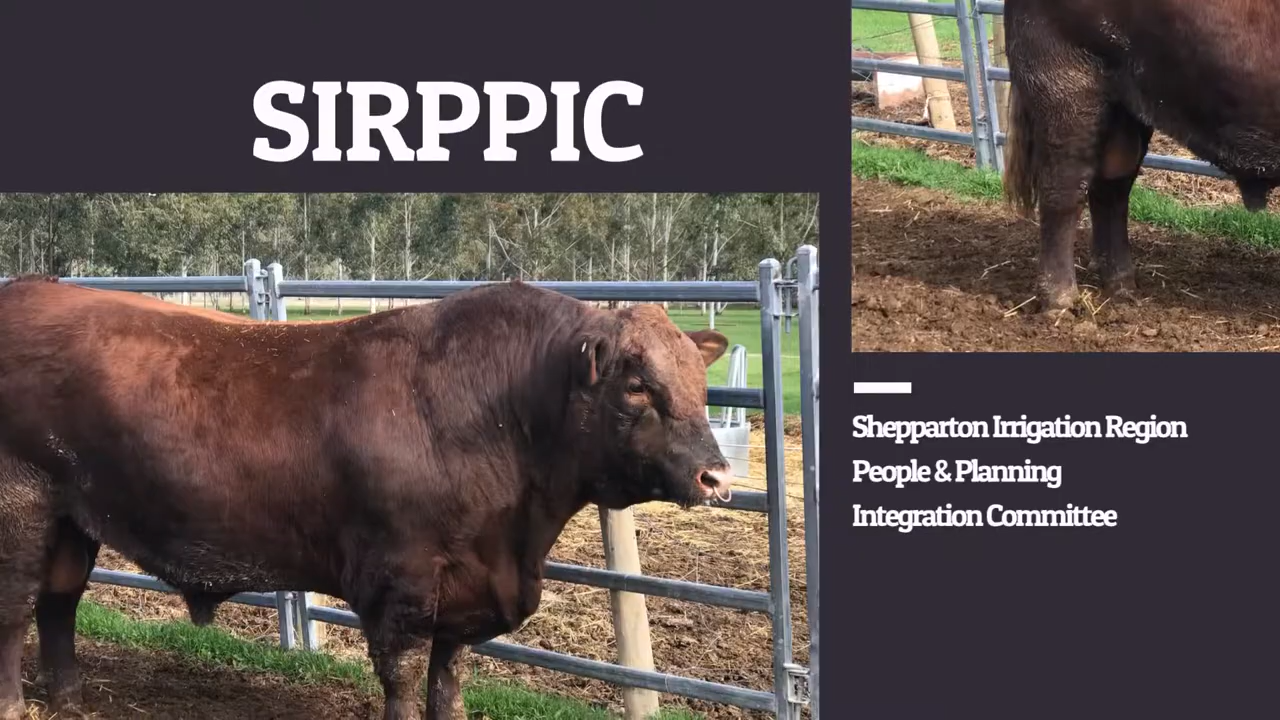 SIRPPIC
Shepparton Irrigation Region
People & Planning
Integration Committee